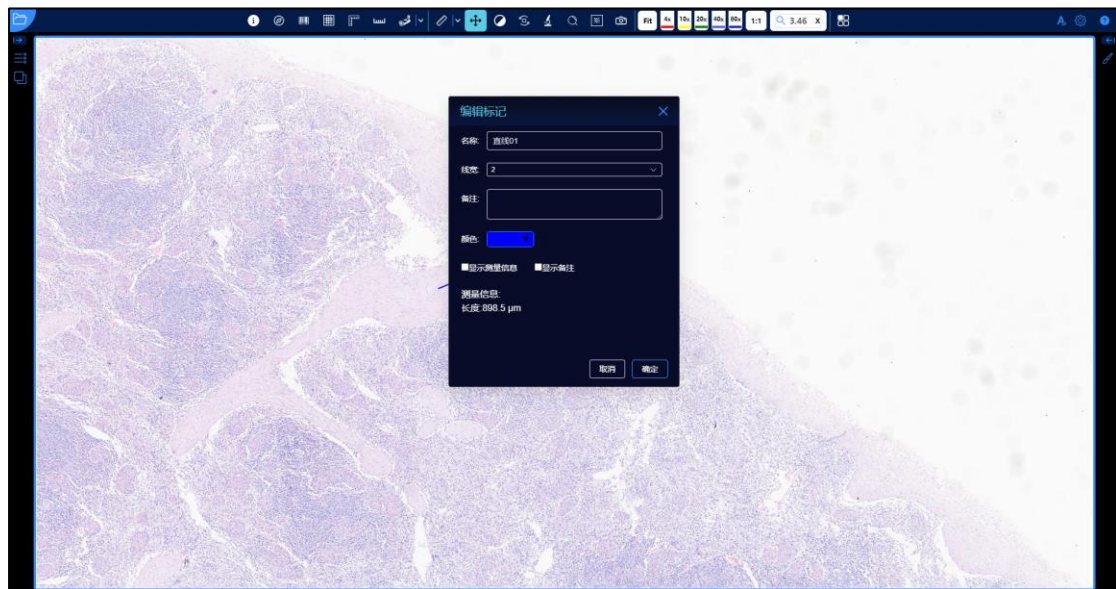 Fit 4x 10x 20x 40x 80x 1:1 3.46 X
编辑标记
名称: 直线01
线宽: 2
备注:
颜色:
显示测量信息 显示备注
测量信息:
长度:898.5 μm
取消 确定